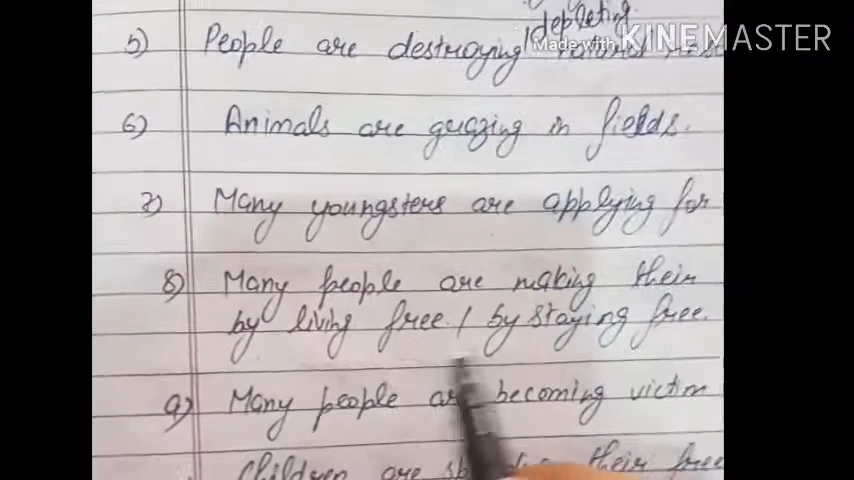 depleting
5) People are destroying/ natural
Made with KINEMASTER
6) Animals are grazing in fields.
7) Many youngsters are applying for
8) Many people are making their
by living free. / by staying free.
9) Many people are becoming victim
Children are their free